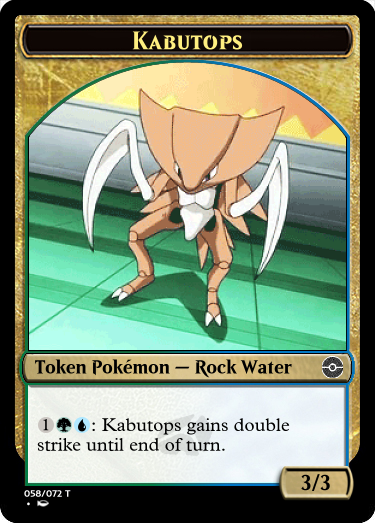 Kabutops
Token Pokémon — Rock Water
1: Kabutops gains double
strike until end of turn.
3/3
058/072 T